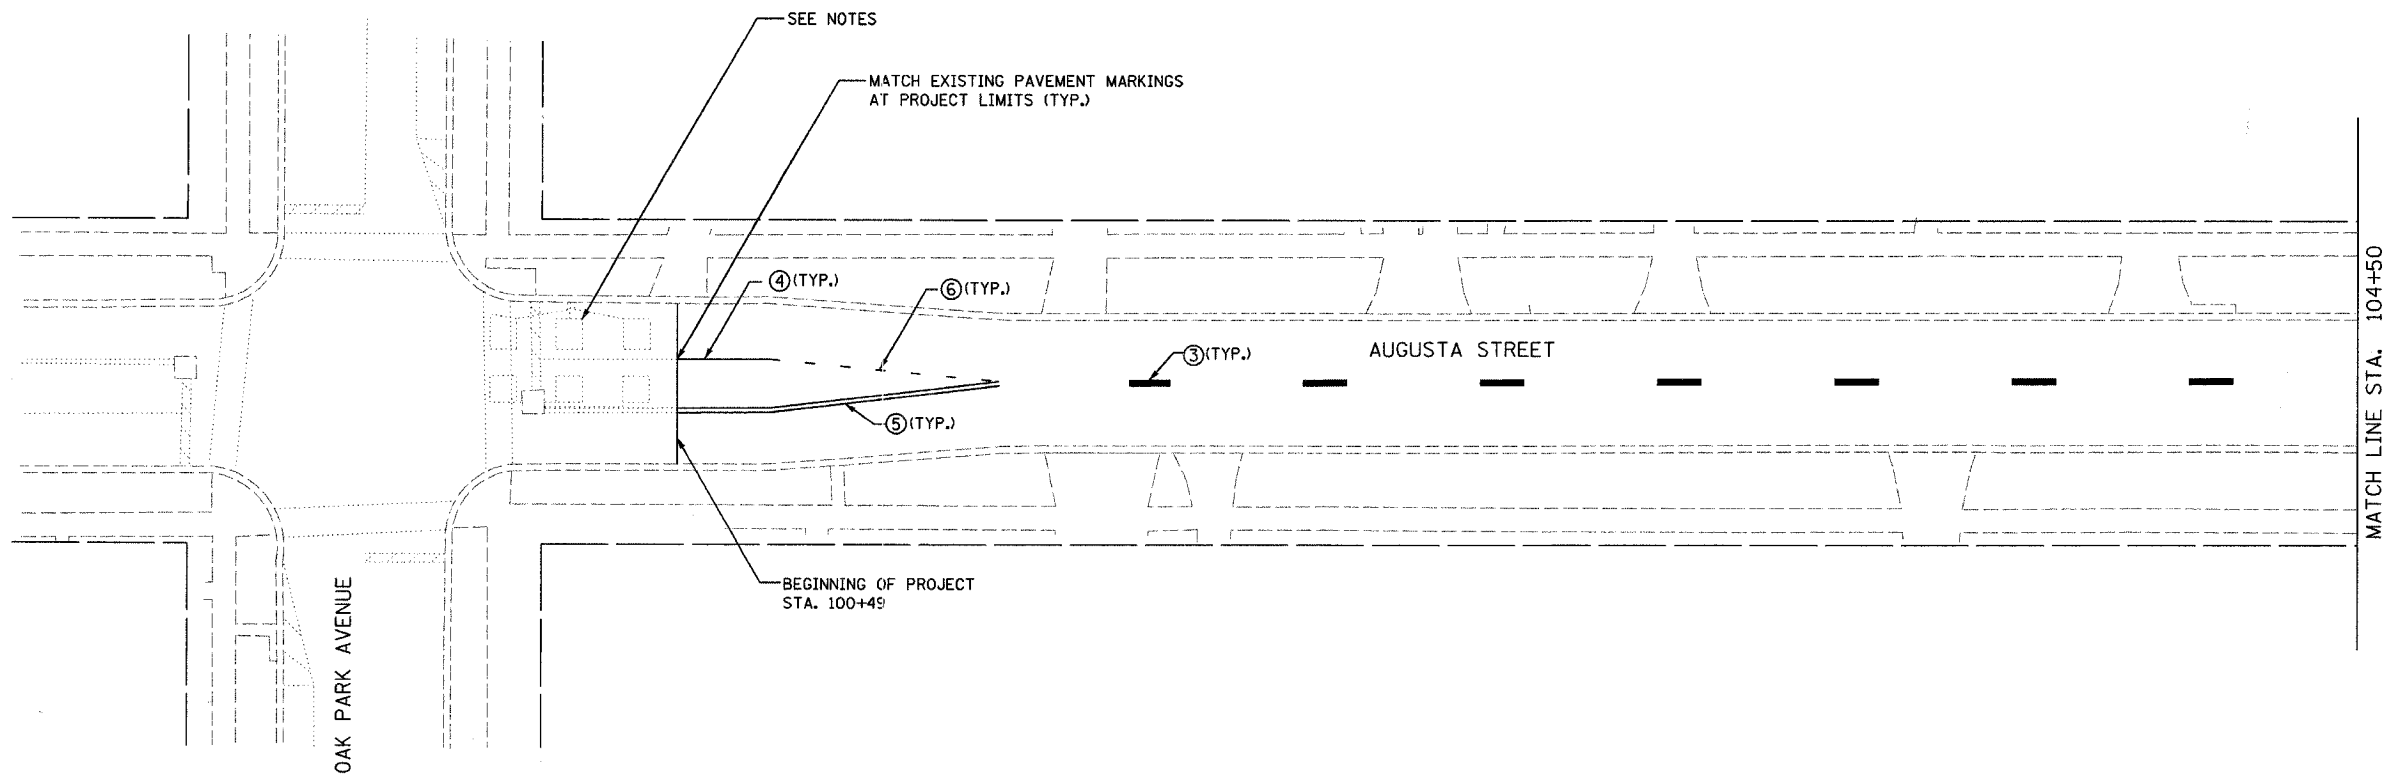 SEE NOTES
MATCH EXISTING PAVEMENT MARKINGS
AT PROJECT LIMITS (TYP.)
④(TYP.)
⑥(TYP.)
③(TYP.)
AUGUSTA STREET
⑤(TYP.)
BEGINNING OF PROJECT
STA. 100+49
OAK PARK AVENUE
MATCH LINE STA. 104+50